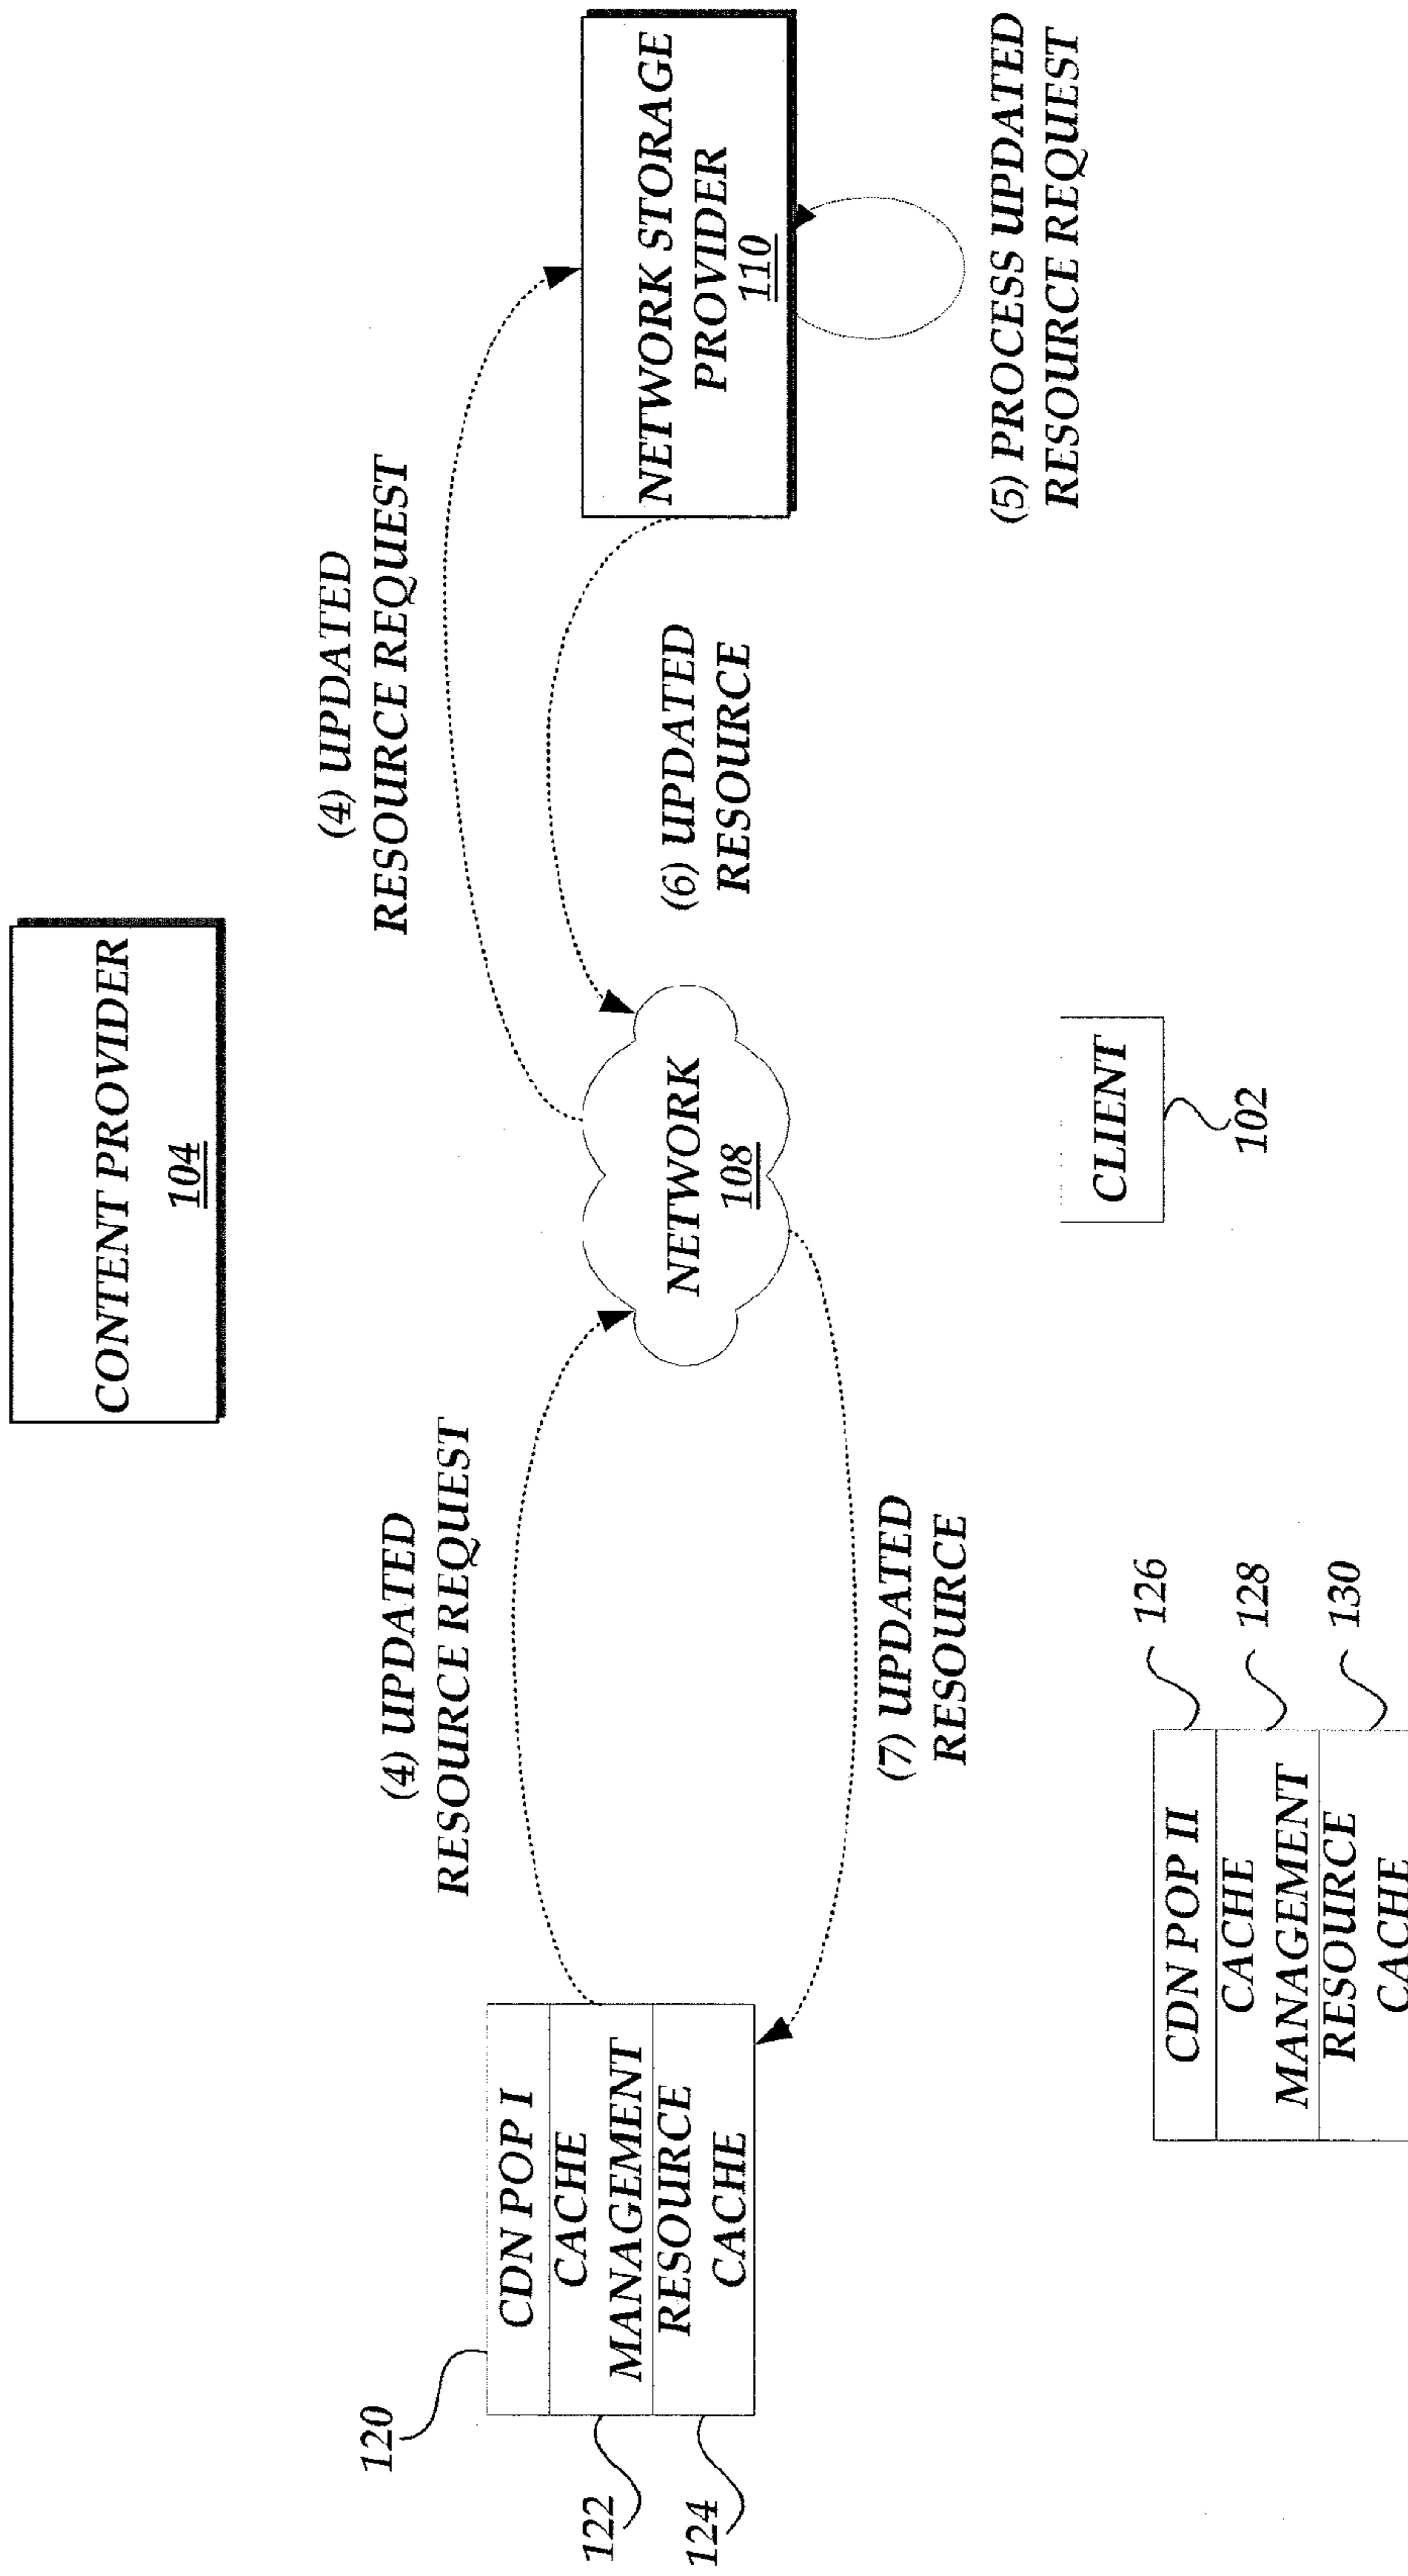 CONTENT PROVIDER
104
(4) UPDATED
RESOURCE REQUEST
(4) UPDATED
RESOURCE REQUEST
120
CDN POP I
CACHE
MANAGEMENT
RESOURCE
CACHE
122
124
NETWORK
108
NETWORK STORAGE
PROVIDER
110
(6) UPDATED
RESOURCE
(7) UPDATED
RESOURCE
(5) PROCESS UPDATED
RESOURCE REQUEST
CLIENT
102
CDN POP II
CACHE
MANAGEMENT
RESOURCE
CACHE
126
128
130